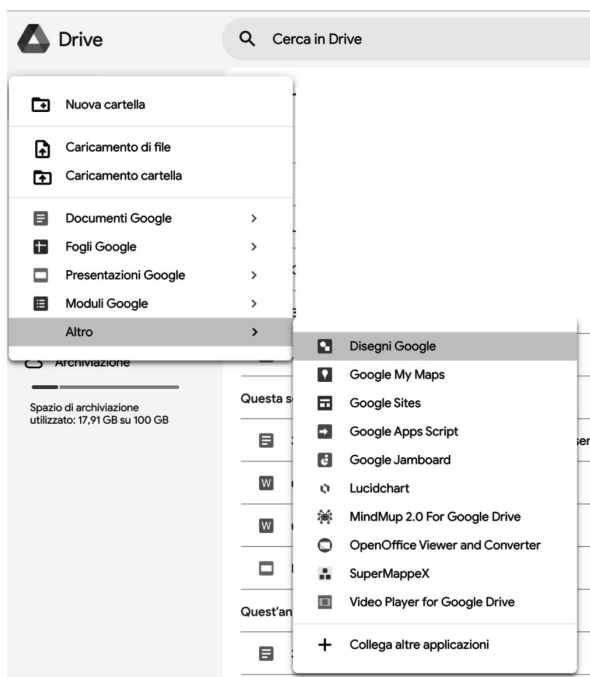 Drive
Cerca in Drive
Nuova cartella
Caricamento di file
Caricamento cartella
Documenti Google
Fogli Google
Presentazioni Google
Moduli Google
Altro
Archiviazione
Spazio di archiviazione
utilizzato: 17,91 GB su 100 GB
Questa
Quest'an
Disegni Google
Google My Maps
Google Sites
Google Apps Script
Google Jamboard
Lucidchart
MindMup 2.0 For Google Drive
OpenOffice Viewer and Converter
SuperMappeX
Video Player for Google Drive
Collega altre applicazioni